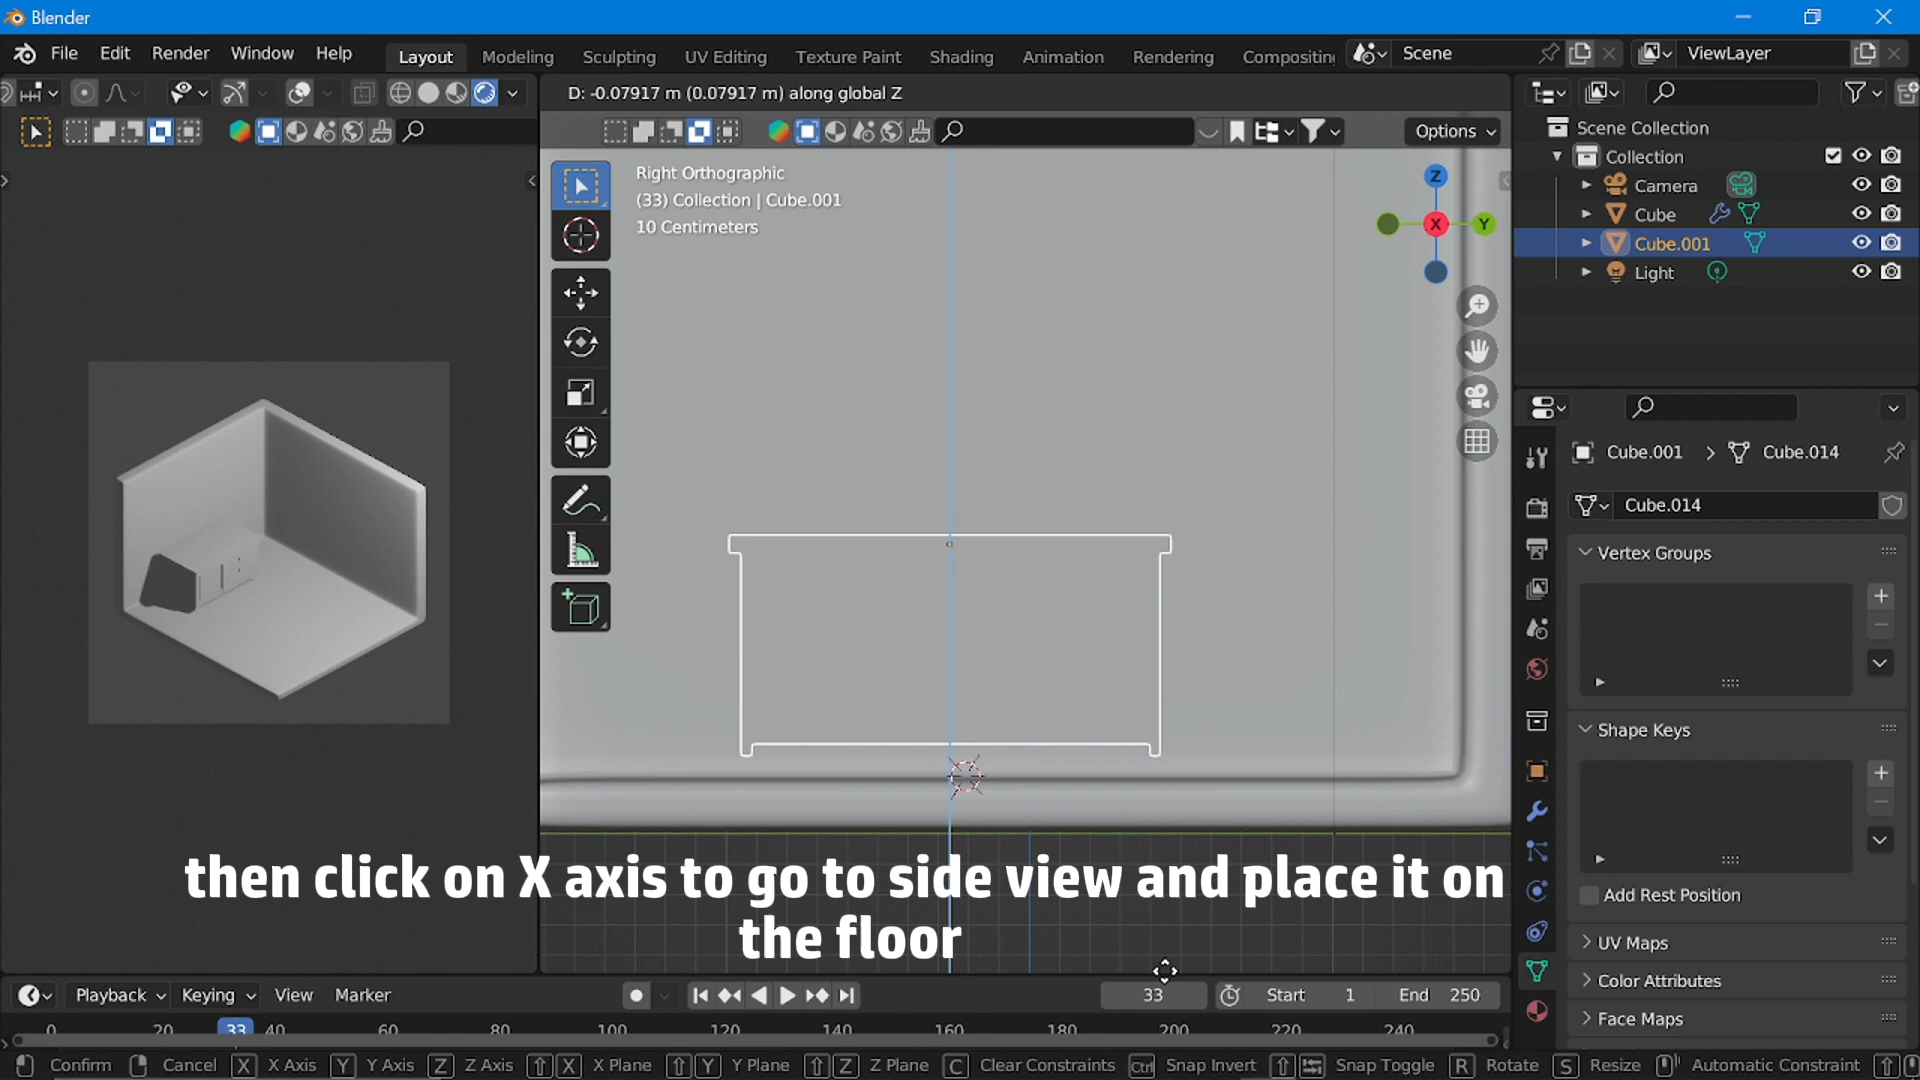 Blender
File Edit Render Window Help Layout Modeling Sculpting UV Editing Texture Paint Shading Animation Rendering Scene ViewLayer
D: -0.07917 m (0.07917 m) along global Z
Options
Scene Collection
Right Orthographic
(33) Collection | Cube.001
10 Centimeters
Z
X
Y
Collection
Camera
Cube
Cube.001
Light
Cube.001 > Cube.014
Cube.014
Vertex Groups
Shape Keys
Add Rest Position
UV Maps
Color Attributes
Face Maps
then click on X axis to go to side view and place it on
the floor
Playback Keying View Marker 33 Start 1 End 250
0 20 33 40 60 80 100 120 140 160 180 200 220 240
Confirm Cancel X X Axis Y Y Axis Z Z Axis X X Plane Y Y Plane Z Z Plane C Clear Constraints Ctrl Snap Invert Snap Toggle R Rotate S Resize Automatic Constraint